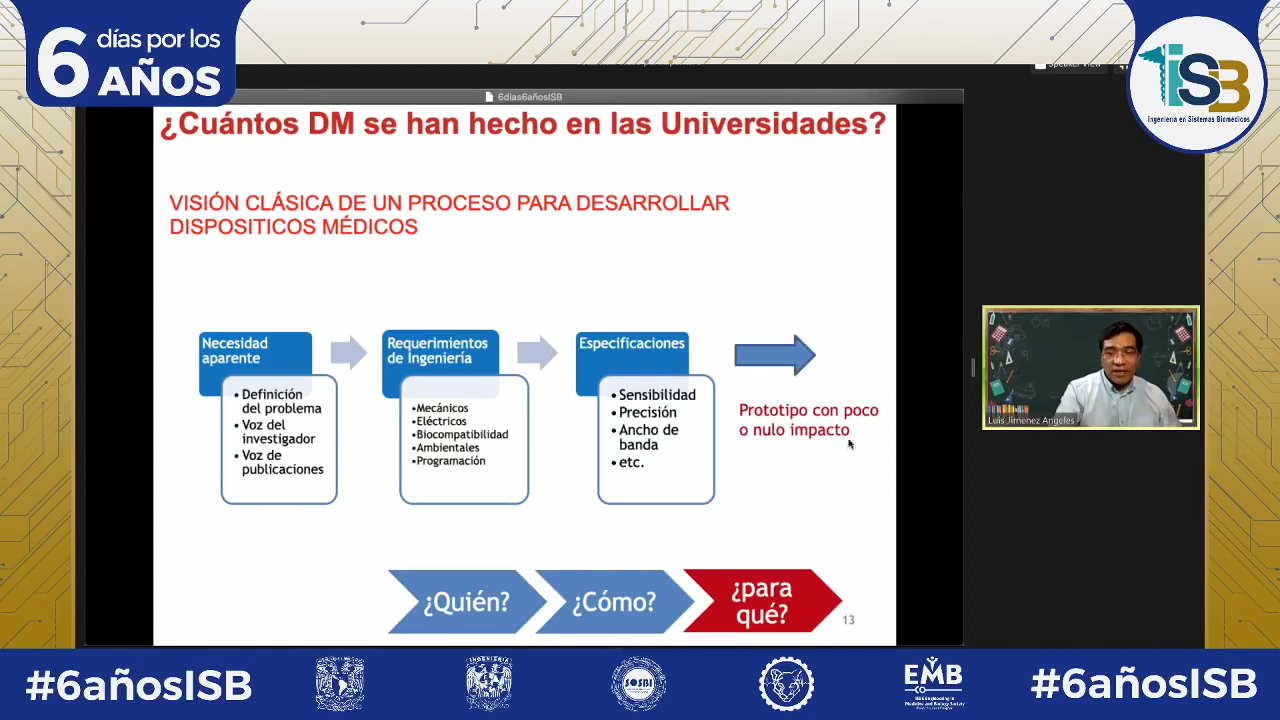 6 días por los
AÑOS
Speaker View
6dias6añosISB
iSB
Ingeniería en Sistemas Biomédicos
¿Cuántos DM se han hecho en las Universidades?
VISIÓN CLÁSICA DE UN PROCESO PARA DESARROLLAR
DISPOSITICOS MÉDICOS
Necesidad
aparente
• Definición
del problema
• Voz del
investigador
• Voz de
publicaciones
Requerimientos
de Ingeniería
•Mecánicos
•Eléctricos
•Biocompatibilidad
•Ambientales
•Programación
Especificaciones
• Sensibilidad
• Precisión
• Ancho de
banda
• etc.
Prototipo con poco
o nulo impacto
Luis Jimenez Angeles
¿Quién?
¿Cómo?
¿para
qué?
13
#6añosISB
INGENIERIA
SOSBI
EMB
IEEE Engineering in
Medicine and Biology Society
#6añosISB